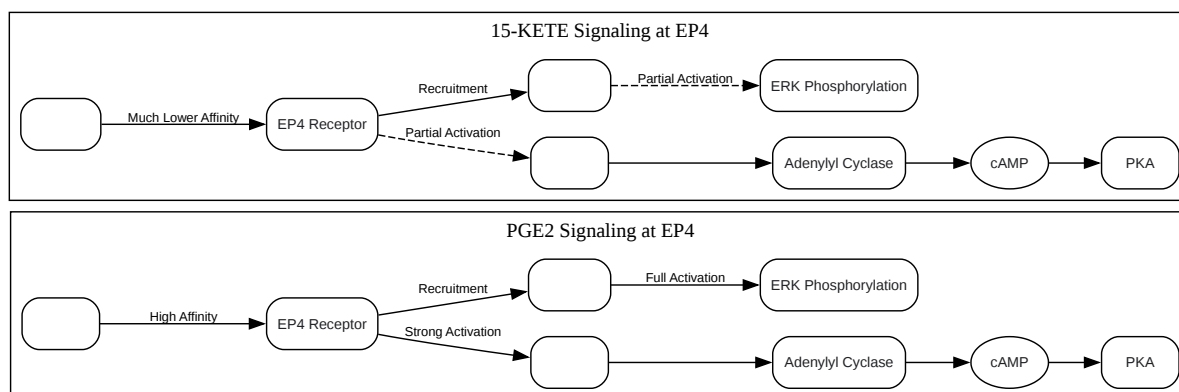 15-KETE Signaling at EP4
Recruitment
Partial Activation
ERK Phosphorylation
Much Lower Affinity
EP4 Receptor
Partial Activation
Adenylyl Cyclase
cAMP
PKA
PGE2 Signaling at EP4
Recruitment
Full Activation
ERK Phosphorylation
High Affinity
EP4 Receptor
Strong Activation
Adenylyl Cyclase
cAMP
PKA